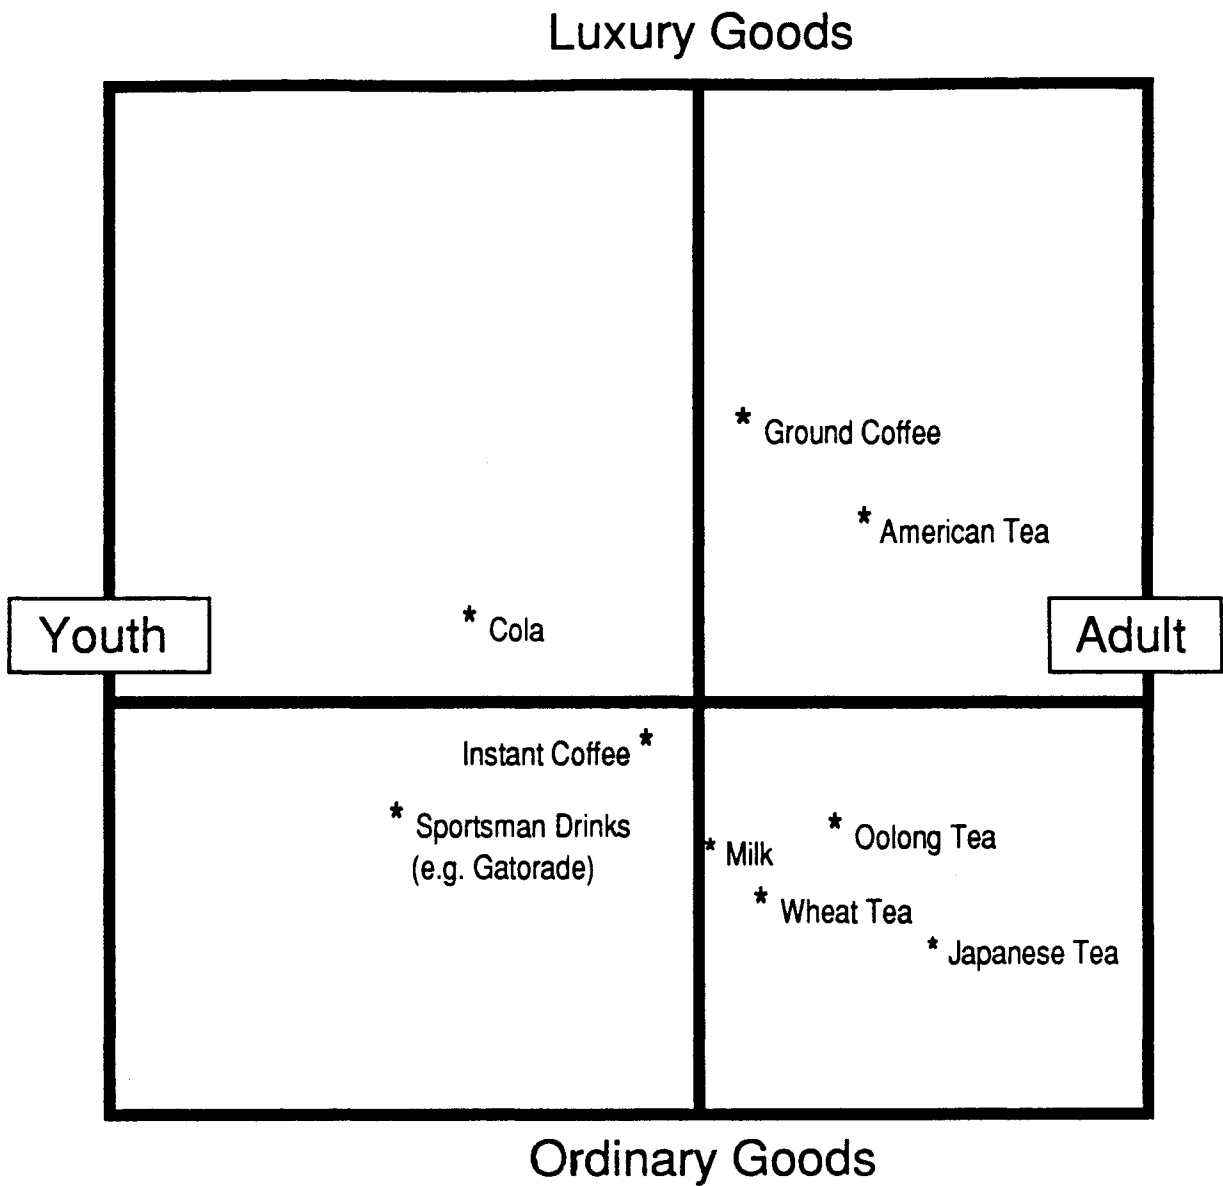 Luxury Goods
* Ground Coffee
* American Tea
Youth
* Cola
Adult
Instant Coffee *
* Sportsman Drinks
(e.g. Gatorade)
* Oolong Tea
* Milk
* Wheat Tea
* Japanese Tea
Ordinary Goods